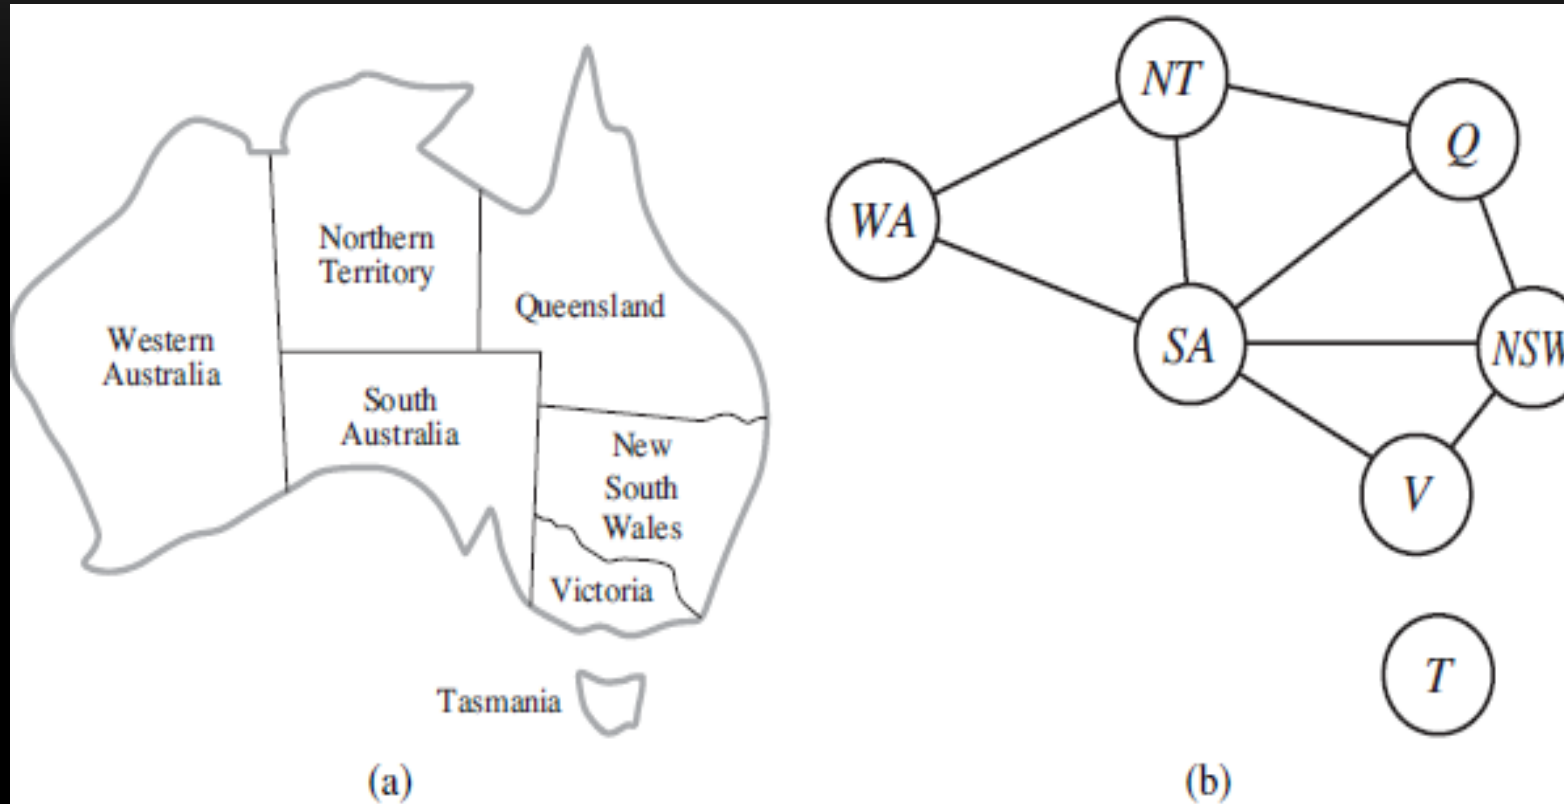 Northern
Territory
Western
Australia
Queensland
South
Australia
New
South
Wales
Victoria
Tasmania
(a)
NT
Q
WA
SA
NSW
V
T
(b)